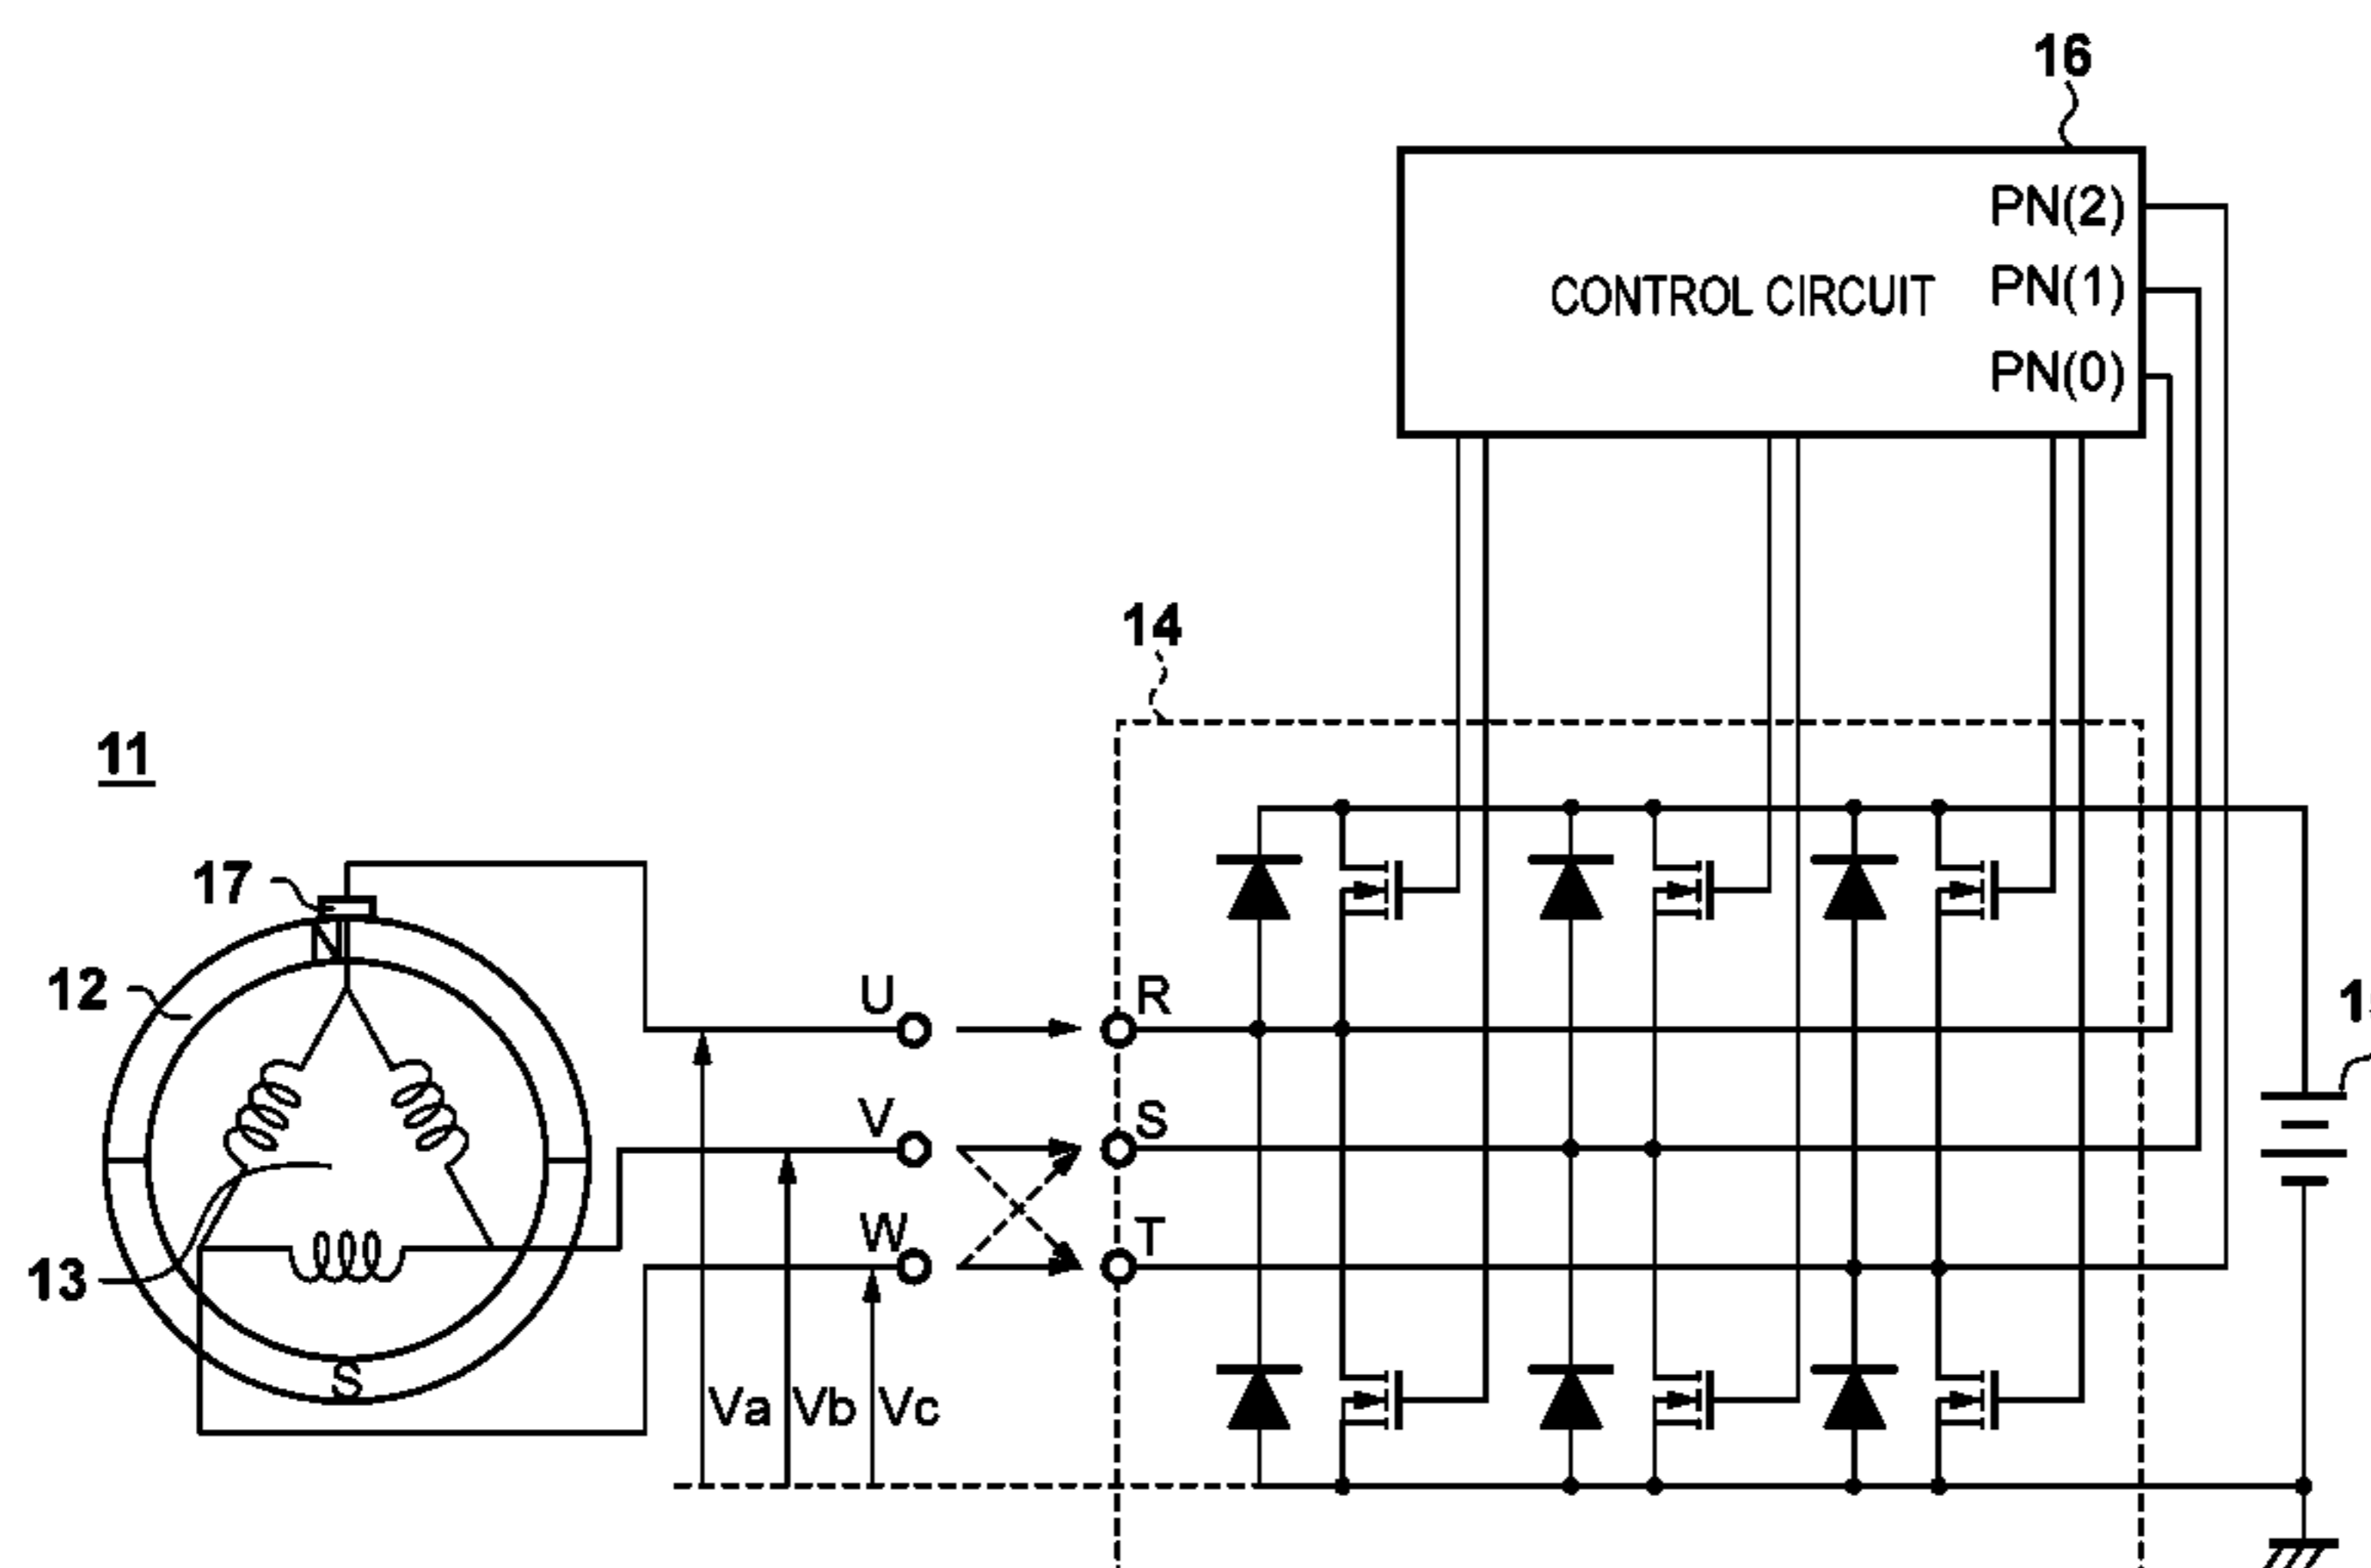 16
PN(2)
PN(1)
CONTROL CIRCUIT
PN(0)
14
11
17
N
12
U
R
V
S
W
T
13
S
Va Vb Vc